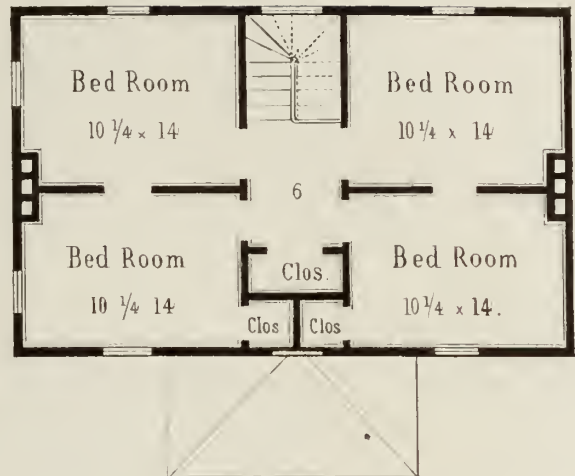 Bed Room
10 1/4 x 14
Bed Room
10 1/4 x 14
6
Bed Room
10 1/4 14
Clos.
Bed Room
10 1/4 x 14.
Clos
Clos